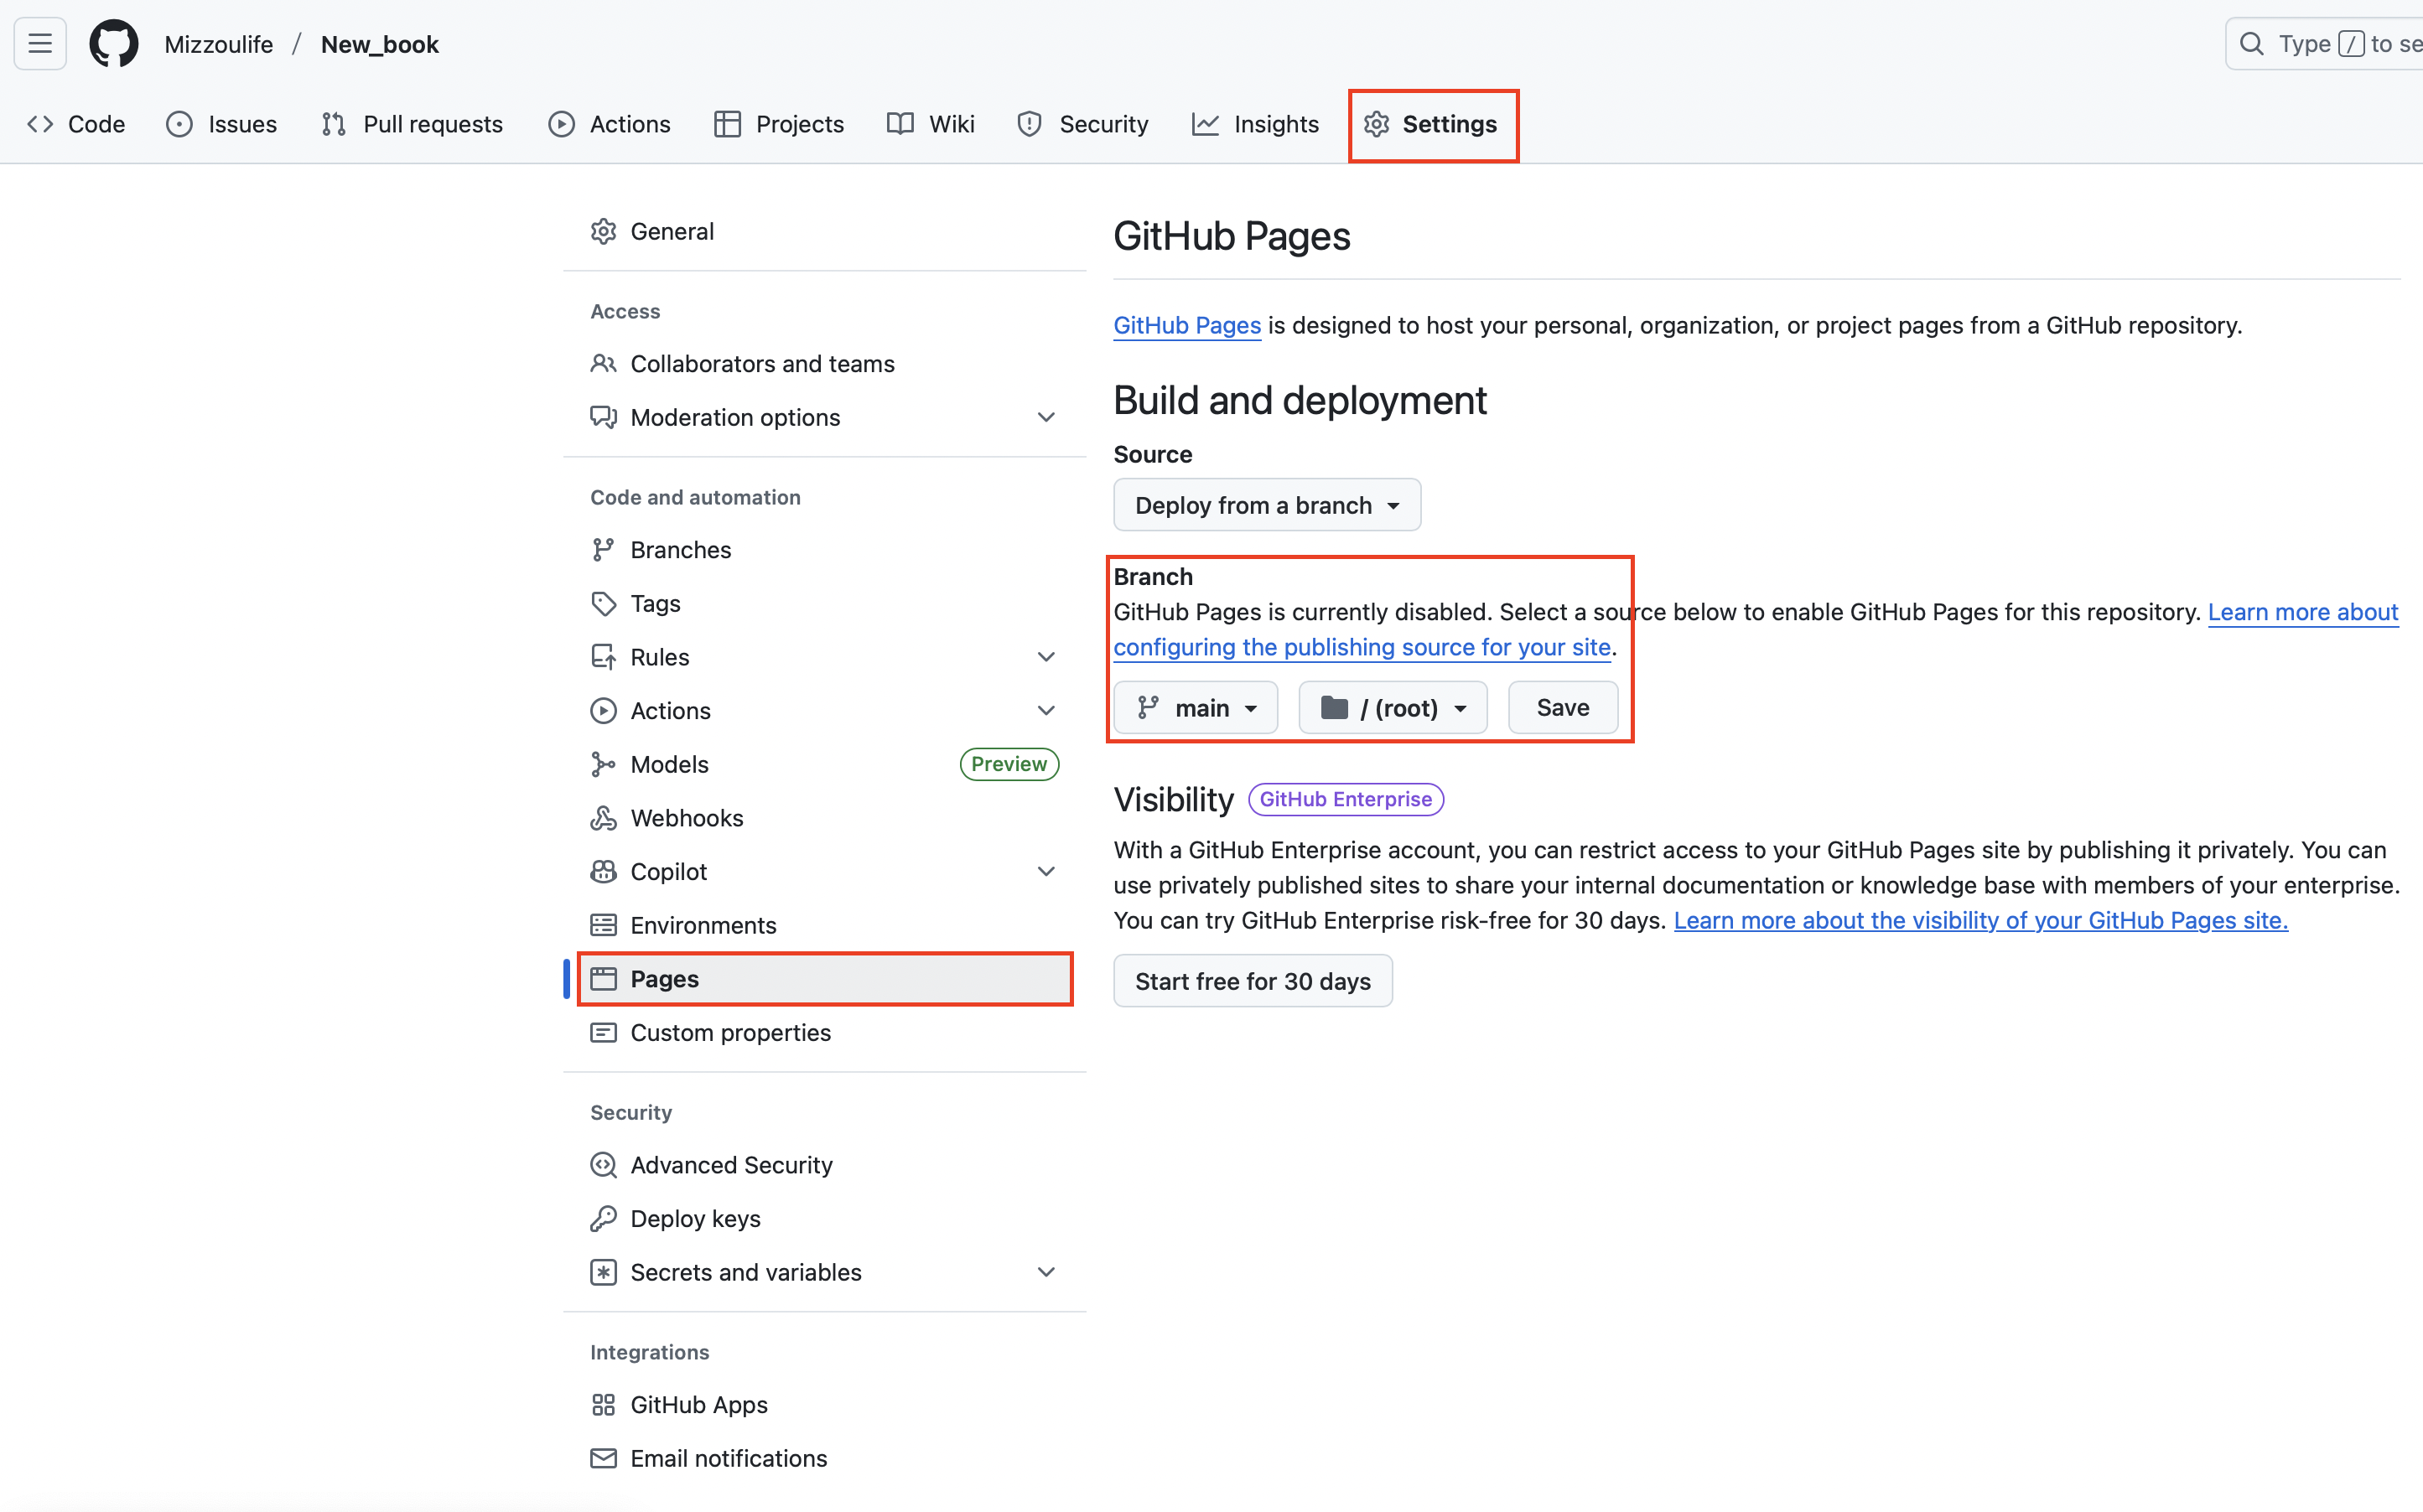 Mizzoulife / New_book
Type / to se
Code Issues Pull requests Actions Projects Wiki Security Insights Settings
General
Access
Collaborators and teams
Moderation options
Code and automation
Branches
Tags
Rules
Actions
Models Preview
Webhooks
Copilot
Environments
Pages
Custom properties
Security
Advanced Security
Deploy keys
Secrets and variables
Integrations
GitHub Apps
Email notifications
GitHub Pages
GitHub Pages is designed to host your personal, organization, or project pages from a GitHub repository.
Build and deployment
Source
Deploy from a branch
Branch
GitHub Pages is currently disabled. Select a source below to enable GitHub Pages for this repository. Learn more about
configuring the publishing source for your site.
main / (root) Save
Visibility GitHub Enterprise
With a GitHub Enterprise account, you can restrict access to your GitHub Pages site by publishing it privately. You can
use privately published sites to share your internal documentation or knowledge base with members of your enterprise.
You can try GitHub Enterprise risk-free for 30 days. Learn more about the visibility of your GitHub Pages site.
Start free for 30 days